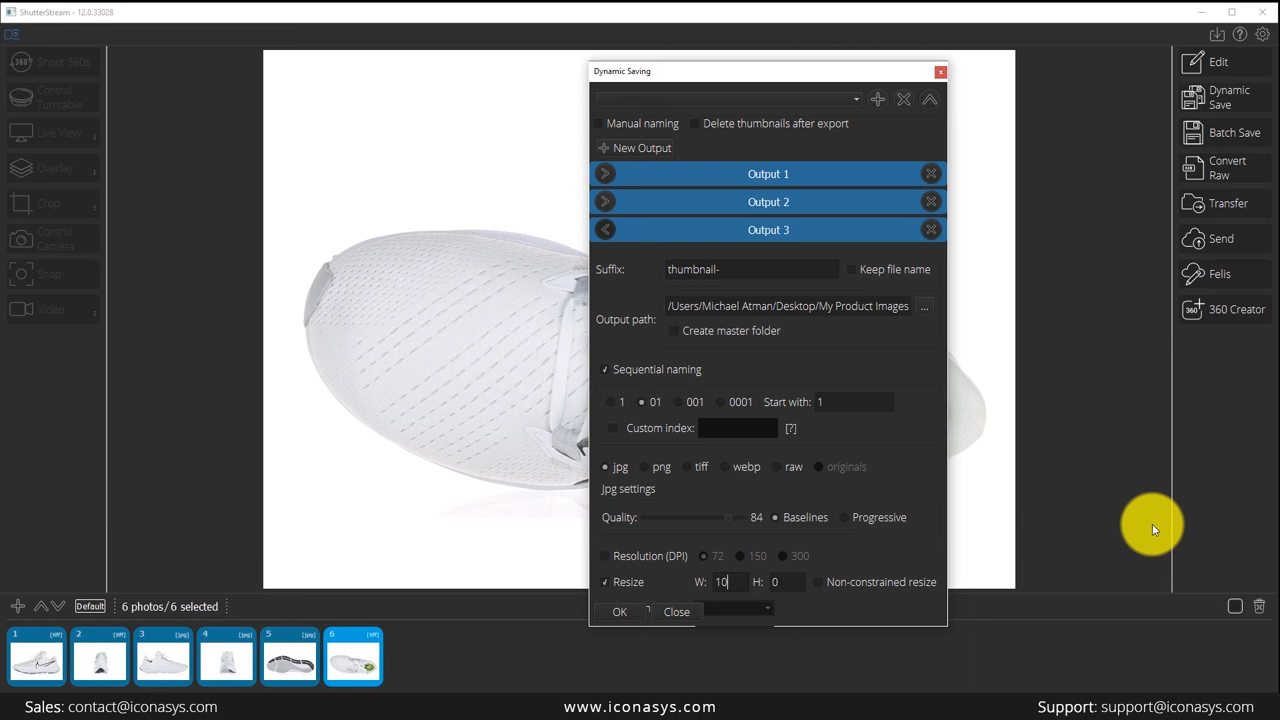 ShutterStream - 12.0.33028
Shoot 360s
Control
Turntable
Live View
Overlay
Crop
Control
Camera
Snap
Video
Dynamic Saving
Manual naming
Delete thumbnails after export
New Output
Output 1
Output 2
Output 3
Suffix:
thumbnail-
Keep file name
Output path:
/Users/Michael Atman/Desktop/My Product Images
...
Create master folder
Sequential naming
1
01
001
0001
Start with:
1
Custom index:
[?]
jpg
png
tiff
webp
raw
originals
Jpg settings
Quality:
84
Baselines
Progressive
Resolution (DPI)
72
150
300
Resize
W:
10
H:
0
Non-constrained resize
OK
Close
Edit
Dynamic
Save
Batch Save
Convert
Raw
Transfer
Send
Felis
360 Creator
Default
6 photos/ 6 selected
1
[tiff]
2
[tiff]
3
[jpg]
4
[jpg]
5
[jpg]
6
[tiff]
Sales: contact@iconasys.com
www.iconasys.com
Support: support@iconasys.com